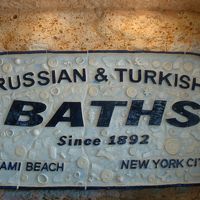 RUSSIAN & TURKISH
BATHS
Since 1892
AMI BEACH NEW YORK CIT